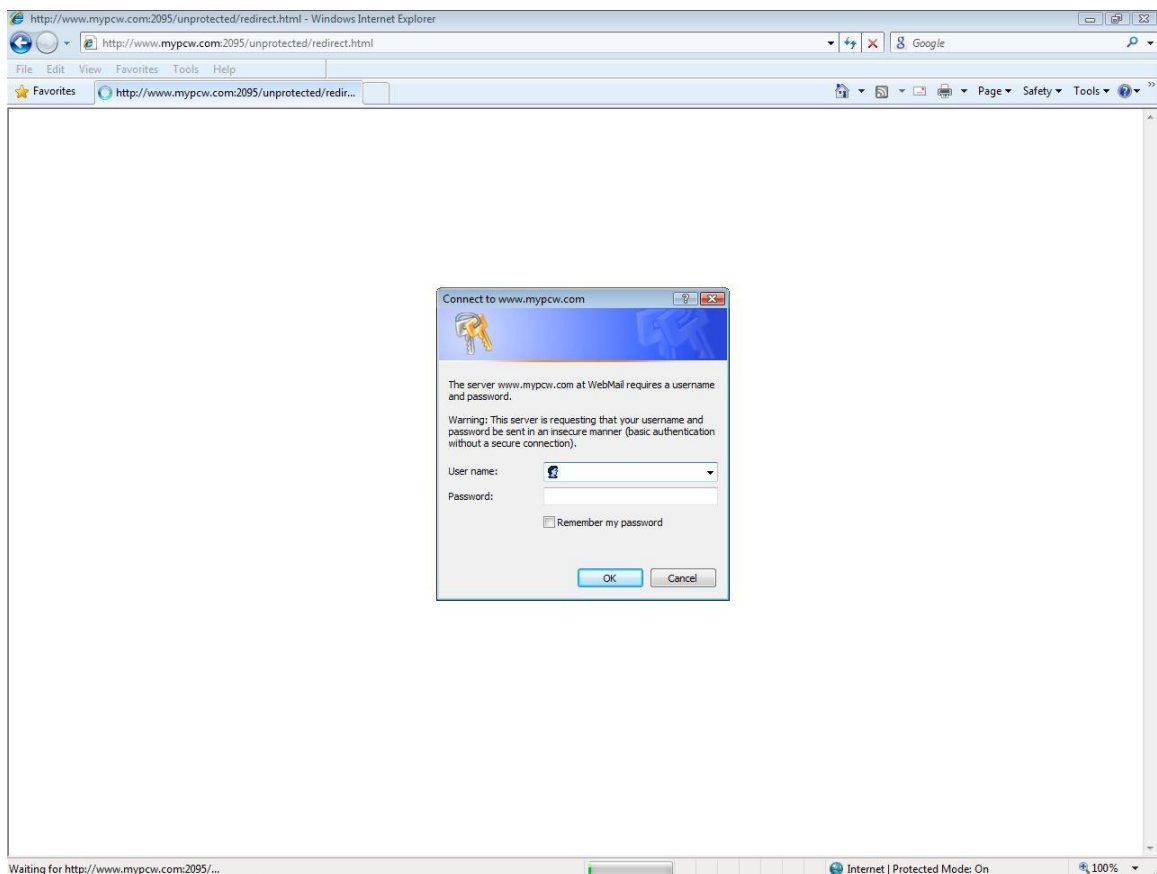 http://www.mypcw.com:2095/unprotected/redirect.html - Windows Internet Explorer
http://www.mypcw.com:2095/unprotected/redirect.html
Google
File Edit View Favorites Tools Help
Favorites
http://www.mypcw.com:2095/unprotected/redir...
Page Safety Tools
Connect to www.mypcw.com
The server www.mypcw.com at WebMail requires a username
and password.
Warning: This server is requesting that your username and
password be sent in an insecure manner (basic authentication
without a secure connection).
User name:
Password:
Remember my password
OK Cancel
Waiting for http://www.mypcw.com:2095/...
Internet | Protected Mode: On
100%